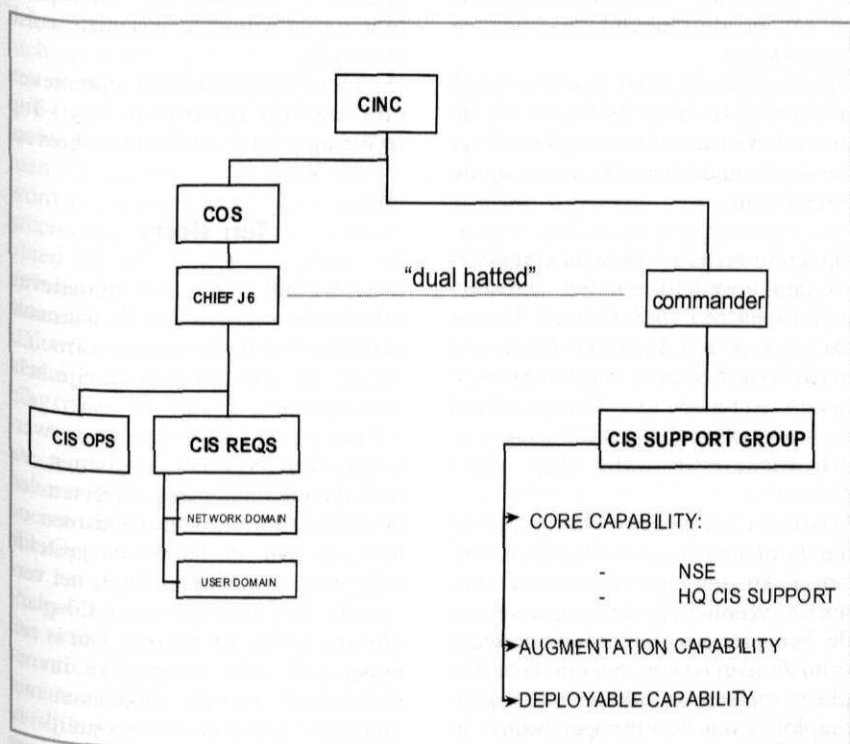 CINC
COS
CHIEF J6
"dual hatted"
commander
CIS OPS
CIS REQS
CIS SUPPORT GROUP
NETWORK DOMAIN
USER DOMAIN
CORE CAPABILITY:
- NSE
- HQ CIS SUPPORT
AUGMENTATION CAPABILITY
DEPLOYABLE CAPABILITY